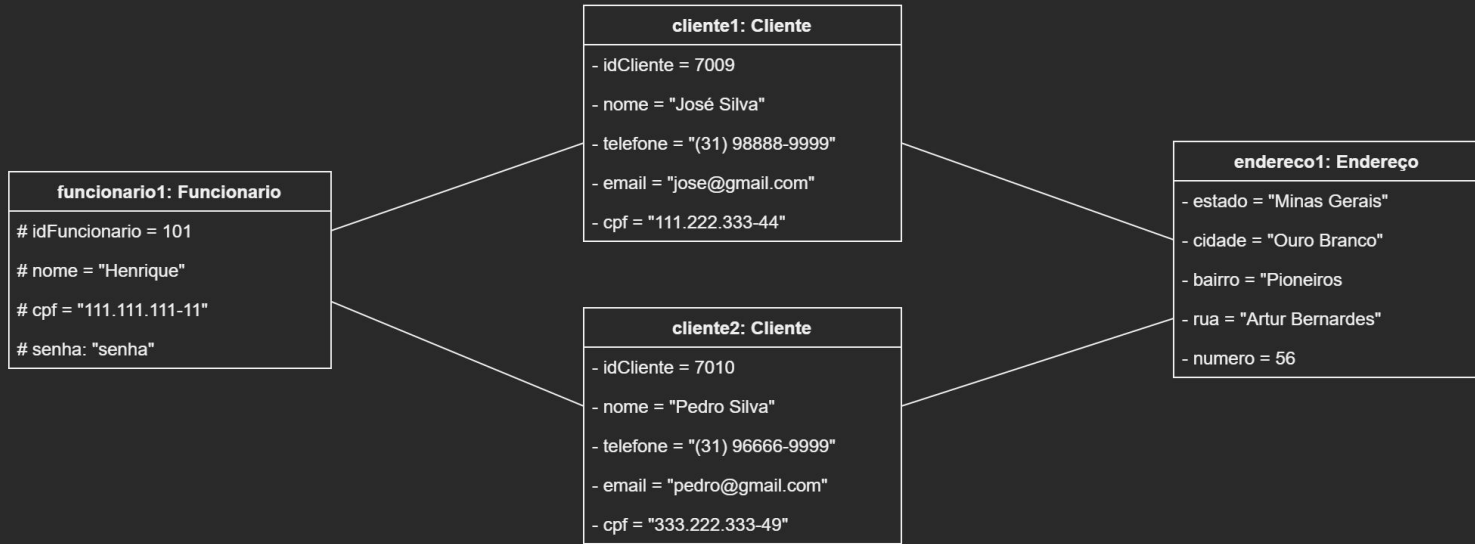 cliente1: Cliente
- idCliente = 7009
- nome = "José Silva"
- telefone = "(31) 98888-9999"
- email = "jose@gmail.com"
- cpf = "111.222.333-44"
funcionario1: Funcionario
# idFuncionario = 101
# nome = "Henrique"
# cpf = "111.111.111-11"
# senha: "senha"
cliente2: Cliente
- idCliente = 7010
- nome = "Pedro Silva"
- telefone = "(31) 96666-9999"
- email = "pedro@gmail.com"
- cpf = "333.222.333-49"
endereco1: Endereço
- estado = "Minas Gerais"
- cidade = "Ouro Branco"
- bairro = "Pioneiros
- rua = "Artur Bernardes"
- numero = 56